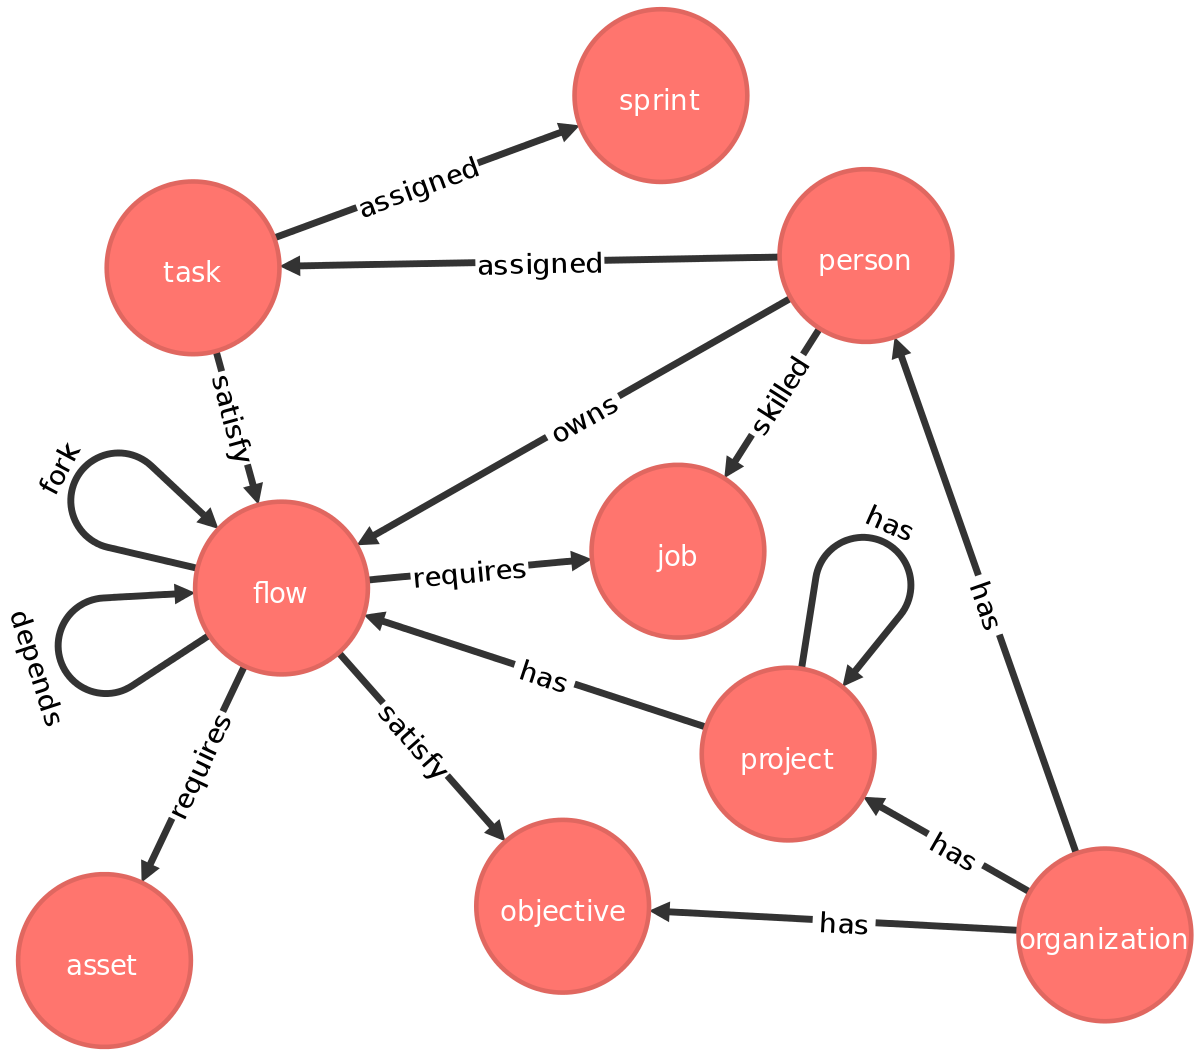 sprint
assigned
person
task
assigned
satisfy
skilled
owns
fork
has
job
requires
flow
has
depends
has
satisfy
requires
project
has
objective
has
organization
asset